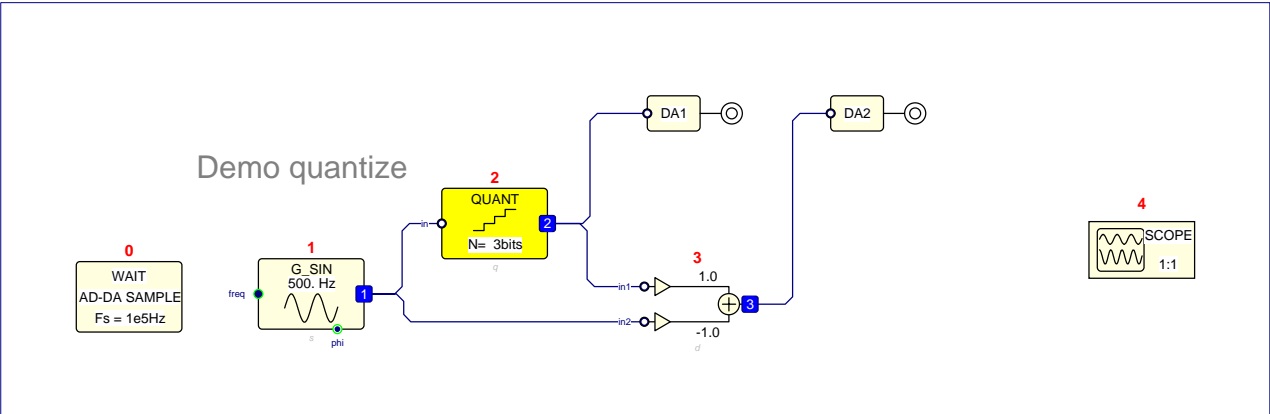 DA1
DA2
Demo quantize
2
QUANT
N=  3bits
q
in
2
4
SCOPE
1:1
0
WAIT
AD-DA SAMPLE
Fs = 1e5Hz
1
G_SIN
500. Hz
freq
1
s
phi
3
1.0
in1
3
in2
-1.0
d